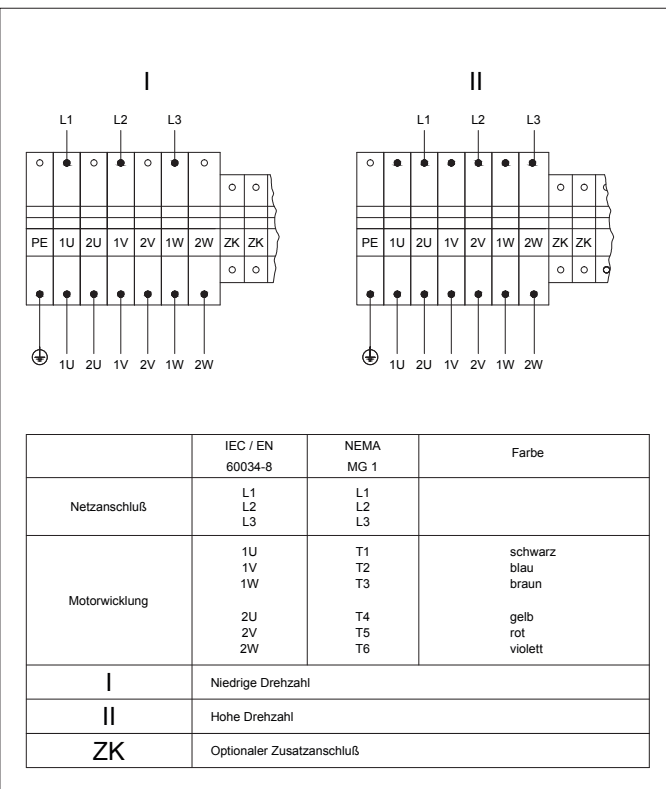 I II
L1 L2 L3 L1 L2 L3
PE 1U 2U 1V 2V 1W 2W ZK ZK PE 1U 2U 1V 2V 1W 2W ZK ZK
1U 2U 1V 2V 1W 2W 1U 2U 1V 2V 1W 2W
IEC / EN NEMA Farbe
60034-8 MG 1
Netzanschluß
L1 L1
L2 L2
L3 L3
Motorwicklung
1U T1 schwarz
1V T2 blau
1W T3 braun
2U T4 gelb
2V T5 rot
2W T6 violett
I Niedrige Drehzahl
II Hohe Drehzahl
ZK Optionaler Zusatzanschluß